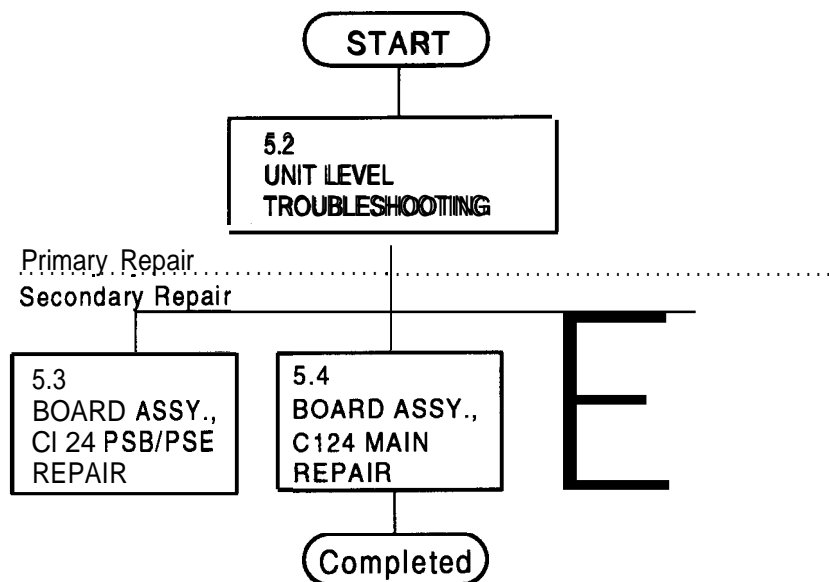 START
5.2
UNIT LEVEL
TROUBLESHOOTING
Primary Repair
Secondary Repair
5.3
BOARD ASSY.,
CI 24 PSB/PSE
REPAIR
5.4
BOARD ASSY.,
C124 MAIN
REPAIR
E
Completed